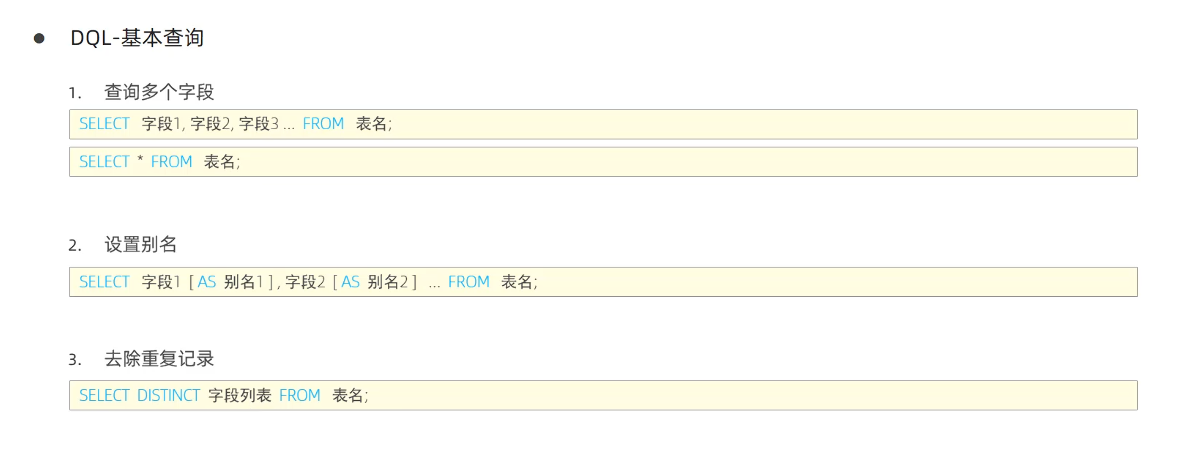 ● DQL-基本查询
1. 查询多个字段
SELECT 字段1, 字段2, 字段3 ... FROM 表名;
SELECT * FROM 表名;
2. 设置别名
SELECT 字段1 [ AS 别名1 ] , 字段2 [ AS 别名2 ] ... FROM 表名;
3. 去除重复记录
SELECT DISTINCT 字段列表 FROM 表名;